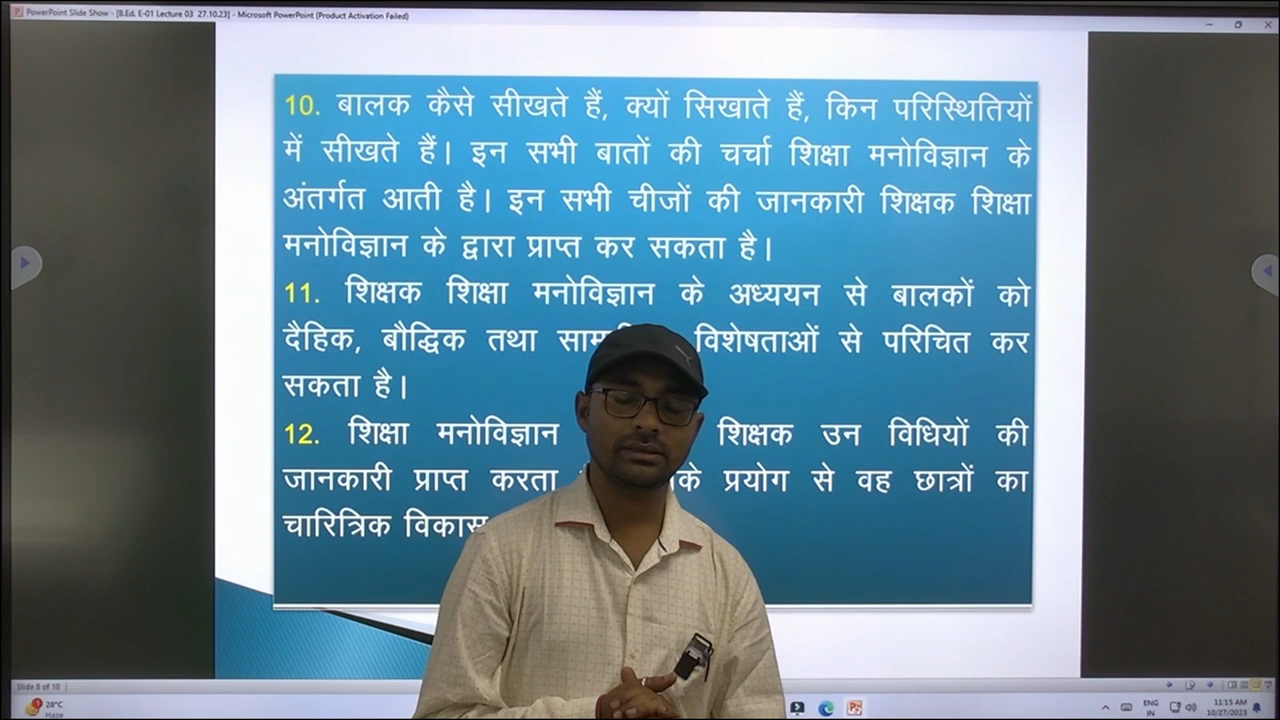 PowerPoint Slide Show - [B.Ed. E-01 Lecture 03 27.10.23] - Microsoft PowerPoint (Product Activation Failed)
10. बालक कैसे सीखते हैं, क्यों सिखाते हैं, किन परिस्थितियों
में सीखते हैं। इन सभी बातों की चर्चा शिक्षा मनोविज्ञान के
अंतर्गत आती है। इन सभी चीजों की जानकारी शिक्षक शिक्षा
मनोविज्ञान के द्वारा प्राप्त कर सकता है।
11. शिक्षक शिक्षा मनोविज्ञान के अध्ययन से बालकों को
दैहिक, बौद्धिक तथा विशेषताओं से परिचित कर
सकता है।
12. शिक्षा मनोविज्ञान शिक्षक उन विधियों की
जानकारी प्राप्त करता के प्रयोग से वह छात्रों का
चारित्रिक विकास
Slide 8 of 10
28°C
Haze
ENG
IN
11:15 AM
10/27/2023